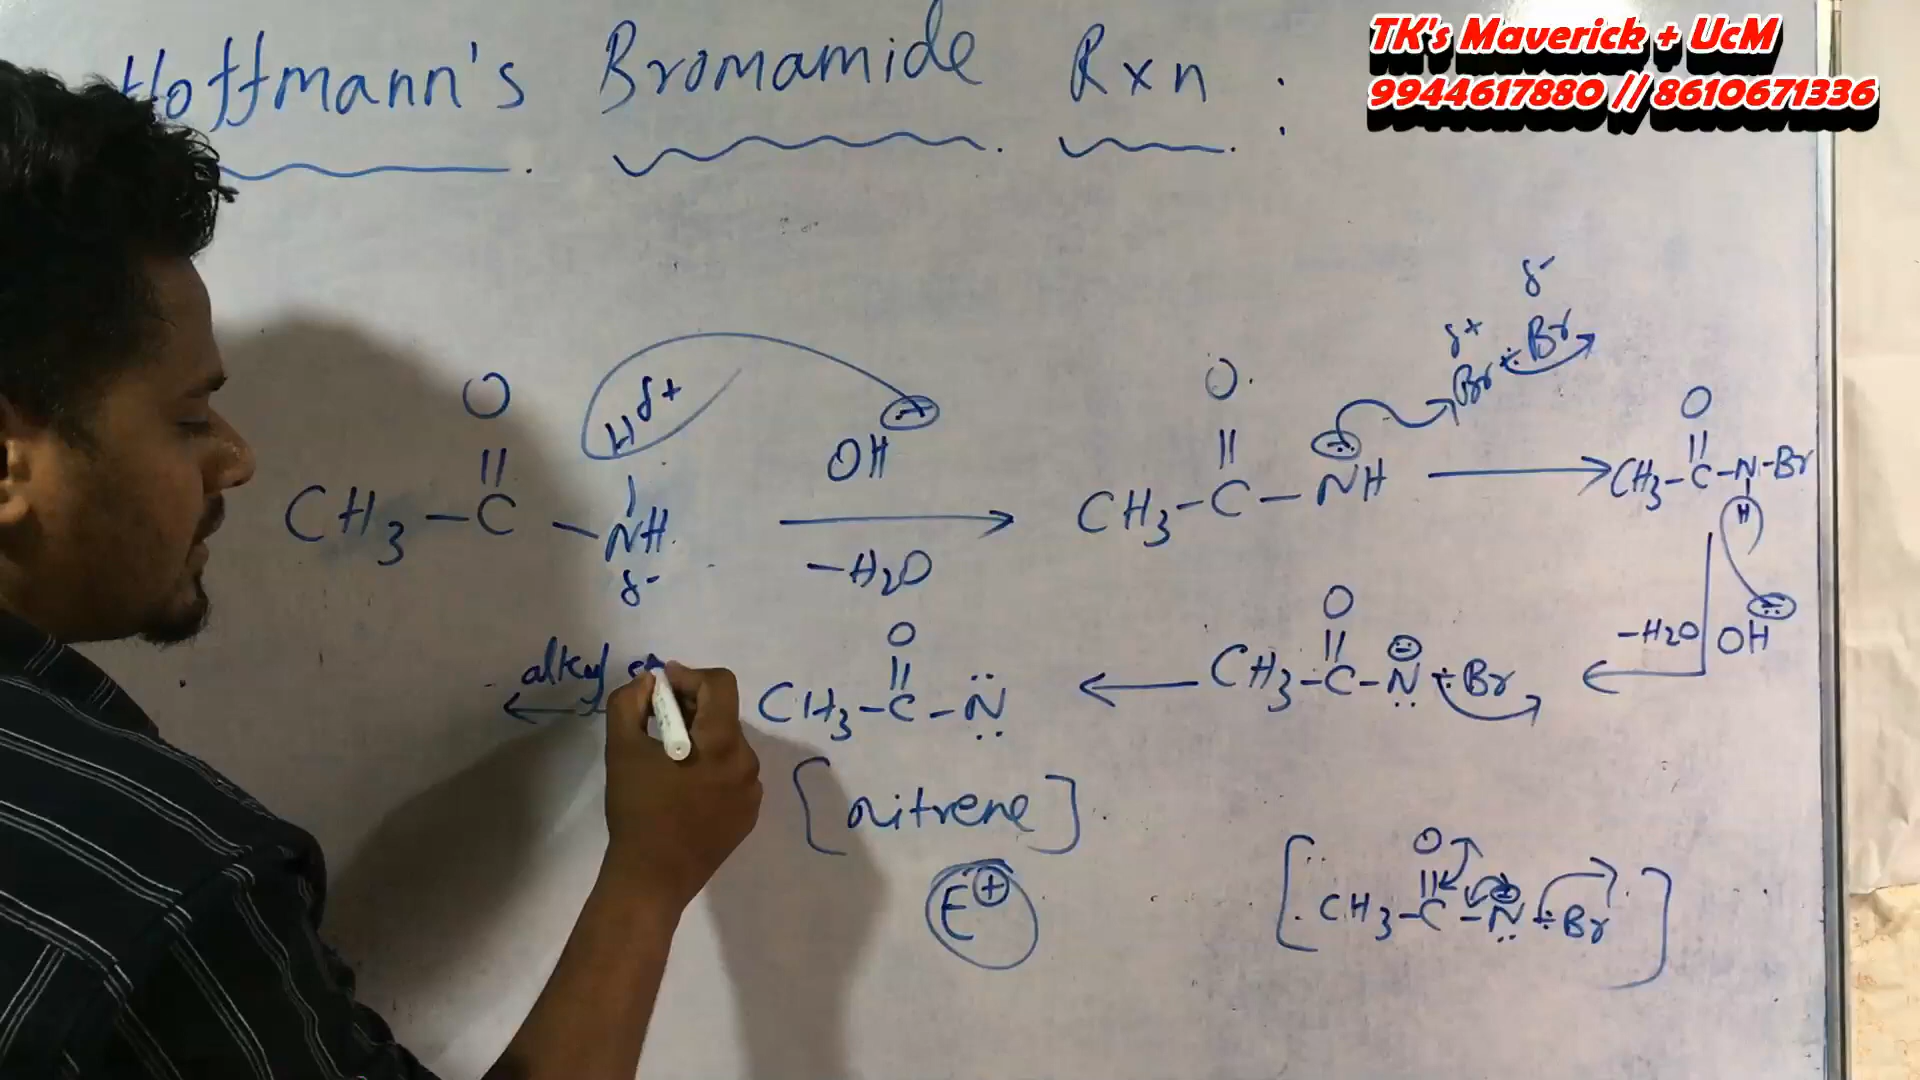 Hoffmann's Bromamide Rxn :
TK's Maverick + UcM
9944617880 // 8610671336
δ-
δ+ Br : Br
O
||
CH3 - C - NH
H δ+
δ-
OH
-H2O
O
||
CH3 - C - NH
O
||
CH3 - C - N - Br
H
-H2O OH
O
||
CH3 - C - N : Br
O
||
CH3 - C - N
[nitrene]
E+
alkyl
O
||
[CH3 - C - N : Br]